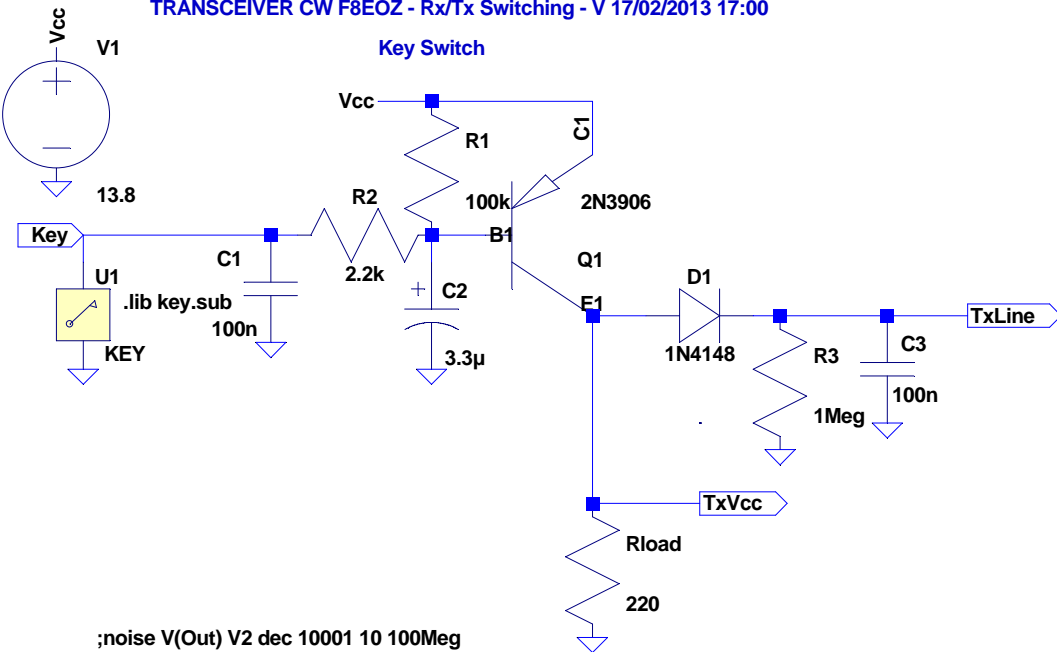 TRANSCEIVER CW F8EOZ - Rx/Tx Switching - V 17/02/2013 17:00
Key Switch
Vcc
V1
13.8
Vcc
R1
100k
C1
2N3906
R2
2.2k
B1
Q1
E1
Key
U1
.lib key.sub
KEY
C1
100n
C2
+
3.3µ
D1
1N4148
TxLine
R3
1Meg
C3
100n
TxVcc
Rload
220
;noise V(Out) V2 dec 10001 10 100Meg